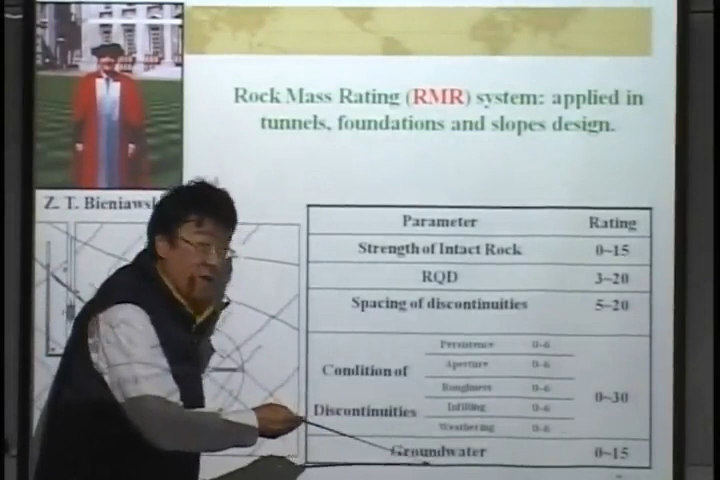 Rock Mass Rating (RMR) system: applied in
tunnels, foundations and slopes design.
Z. T. Bieniawsk
Parameter Rating
Strength of Intact Rock 0~15
RQD 3~20
Spacing of discontinuities 5~20
Persistence 0~6
Aperture 0~6
Condition of
Roughness 0~6
0~30
Discontinuities
Infilling 0~6
Weathering 0~6
Groundwater 0~15